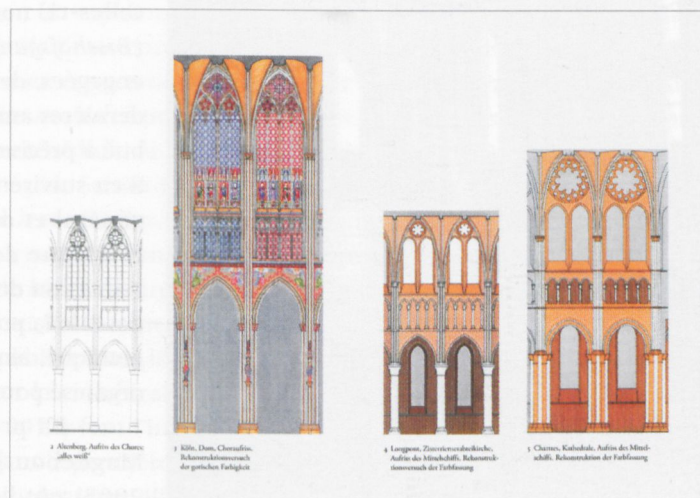 2 Altenberg, Aufriss des Chores:
„alles weiß"
3 Köln, Dom, Choraufriss,
Rekonstruktionsversuch
der gotischen Farbigkeit
4 Longpont, Zisterzienserabteikirche,
Aufriss des Mittelschiffs. Rekonstruk-
tionsversuch der Farbfassung
5 Chartres, Kathedrale, Aufriss des Mittel-
schiffs. Rekonstruktion der Farbfassung